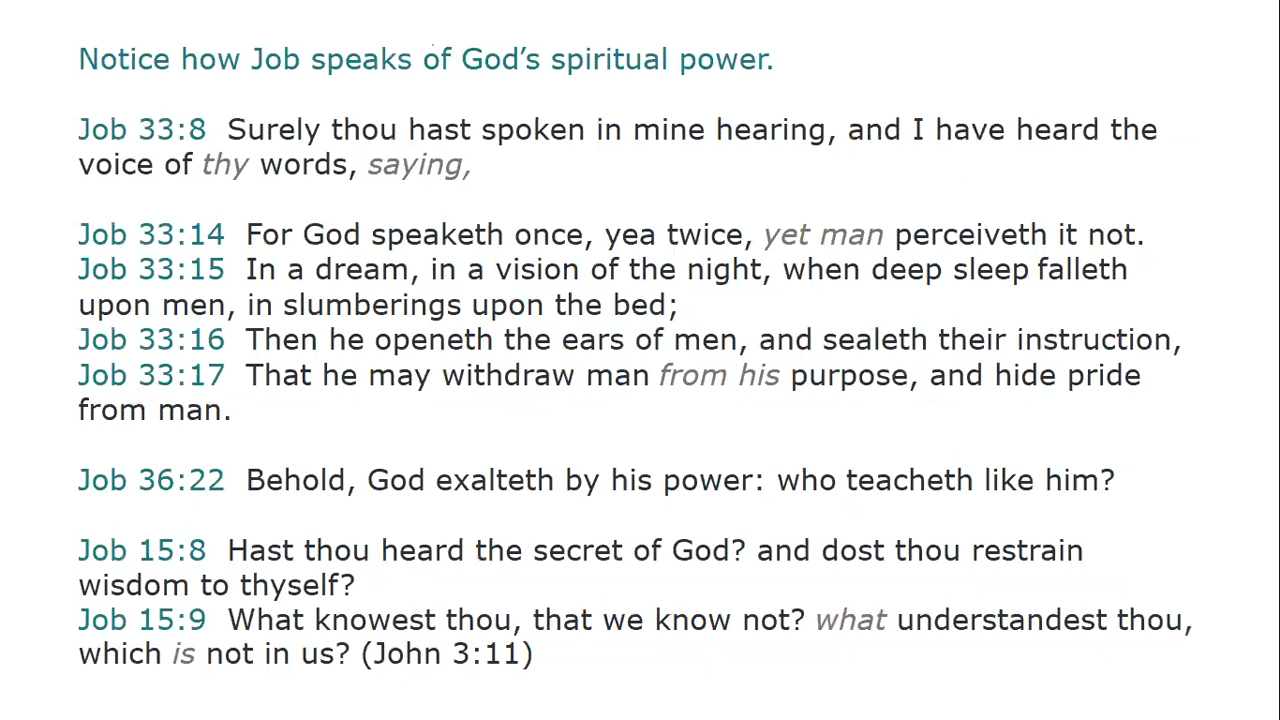 Notice how Job speaks of God's spiritual power.
Job 33:8 Surely thou hast spoken in mine hearing, and I have heard the
voice of thy words, saying,
Job 33:14 For God speaketh once, yea twice, yet man perceiveth it not.
Job 33:15 In a dream, in a vision of the night, when deep sleep falleth
upon men, in slumberings upon the bed;
Job 33:16 Then he openeth the ears of men, and sealeth their instruction,
Job 33:17 That he may withdraw man from his purpose, and hide pride
from man.
Job 36:22 Behold, God exalteth by his power: who teacheth like him?
Job 15:8 Hast thou heard the secret of God? and dost thou restrain
wisdom to thyself?
Job 15:9 What knowest thou, that we know not? what understandest thou,
which is not in us? (John 3:11)